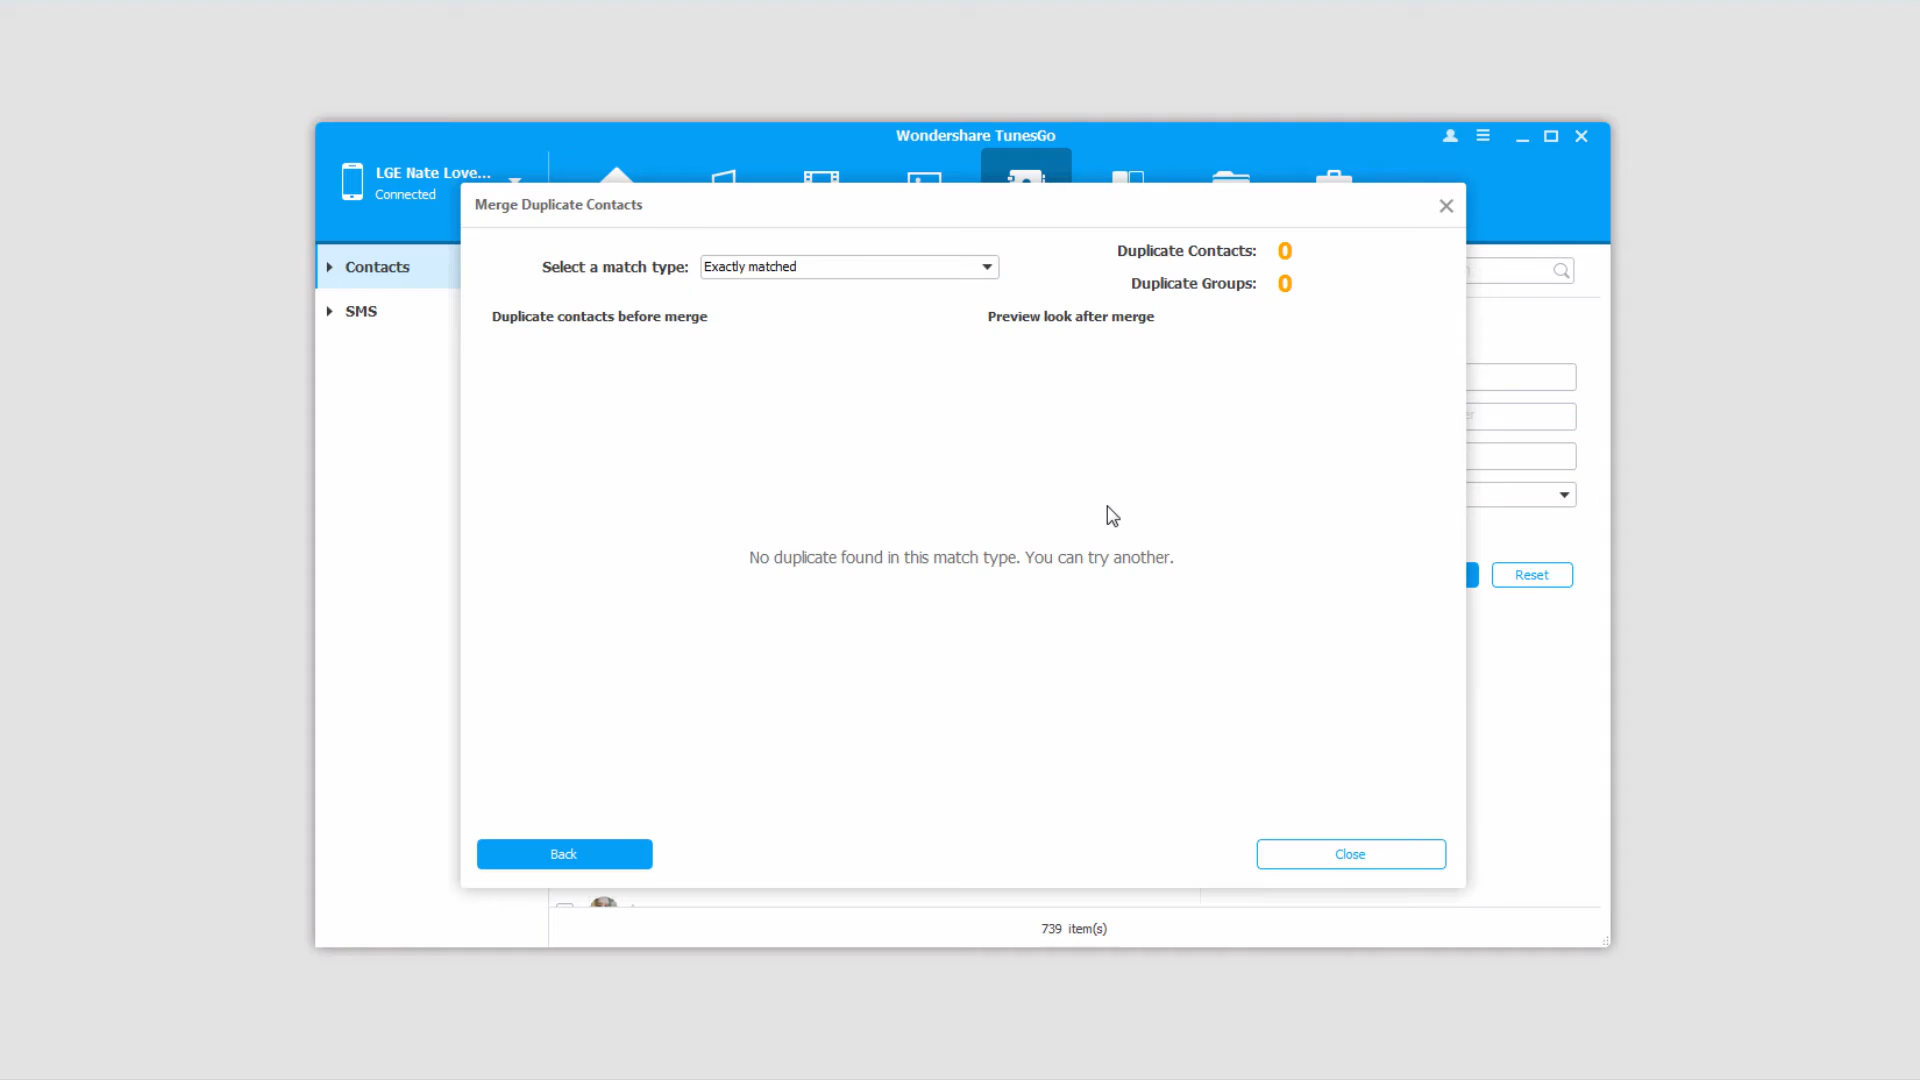 Wondershare TunesGo
LGE Nate Love...
Connected
Merge Duplicate Contacts
Select a match type: Exactly matched
Duplicate Contacts: 0
Duplicate Groups: 0
Duplicate contacts before merge
Preview look after merge
Contacts
SMS
No duplicate found in this match type. You can try another.
Reset
Back
Close
739 item(s)